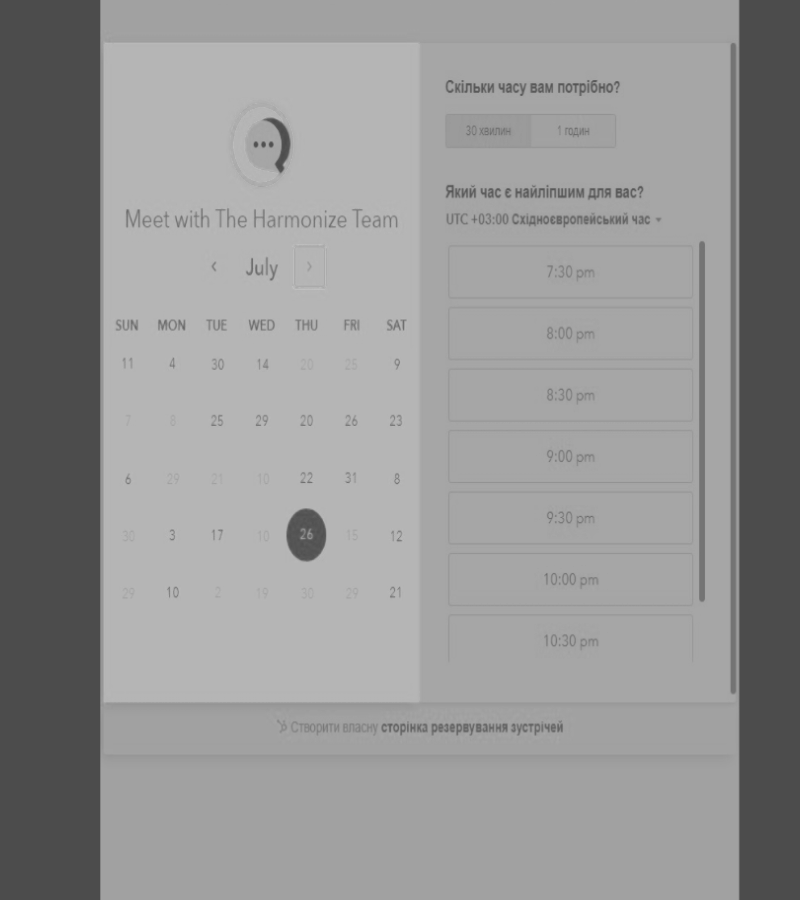 Meet with The Harmonize Team
‹ July ›
SUN MON TUE WED THU FRI SAT
11 4 30 14 20 25 9
7 8 25 29 20 26 23
6 29 21 10 22 31 8
30 3 17 10 26 15 12
29 10 2 19 30 29 21
Скільки часу вам потрібно?
30 хвилин 1 годин
Який час є найліпшим для вас?
UTC +03:00 Східноєвропейський час
7:30 pm
8:00 pm
8:30 pm
9:00 pm
9:30 pm
10:00 pm
10:30 pm
Створити власну сторінка резервування зустрічей